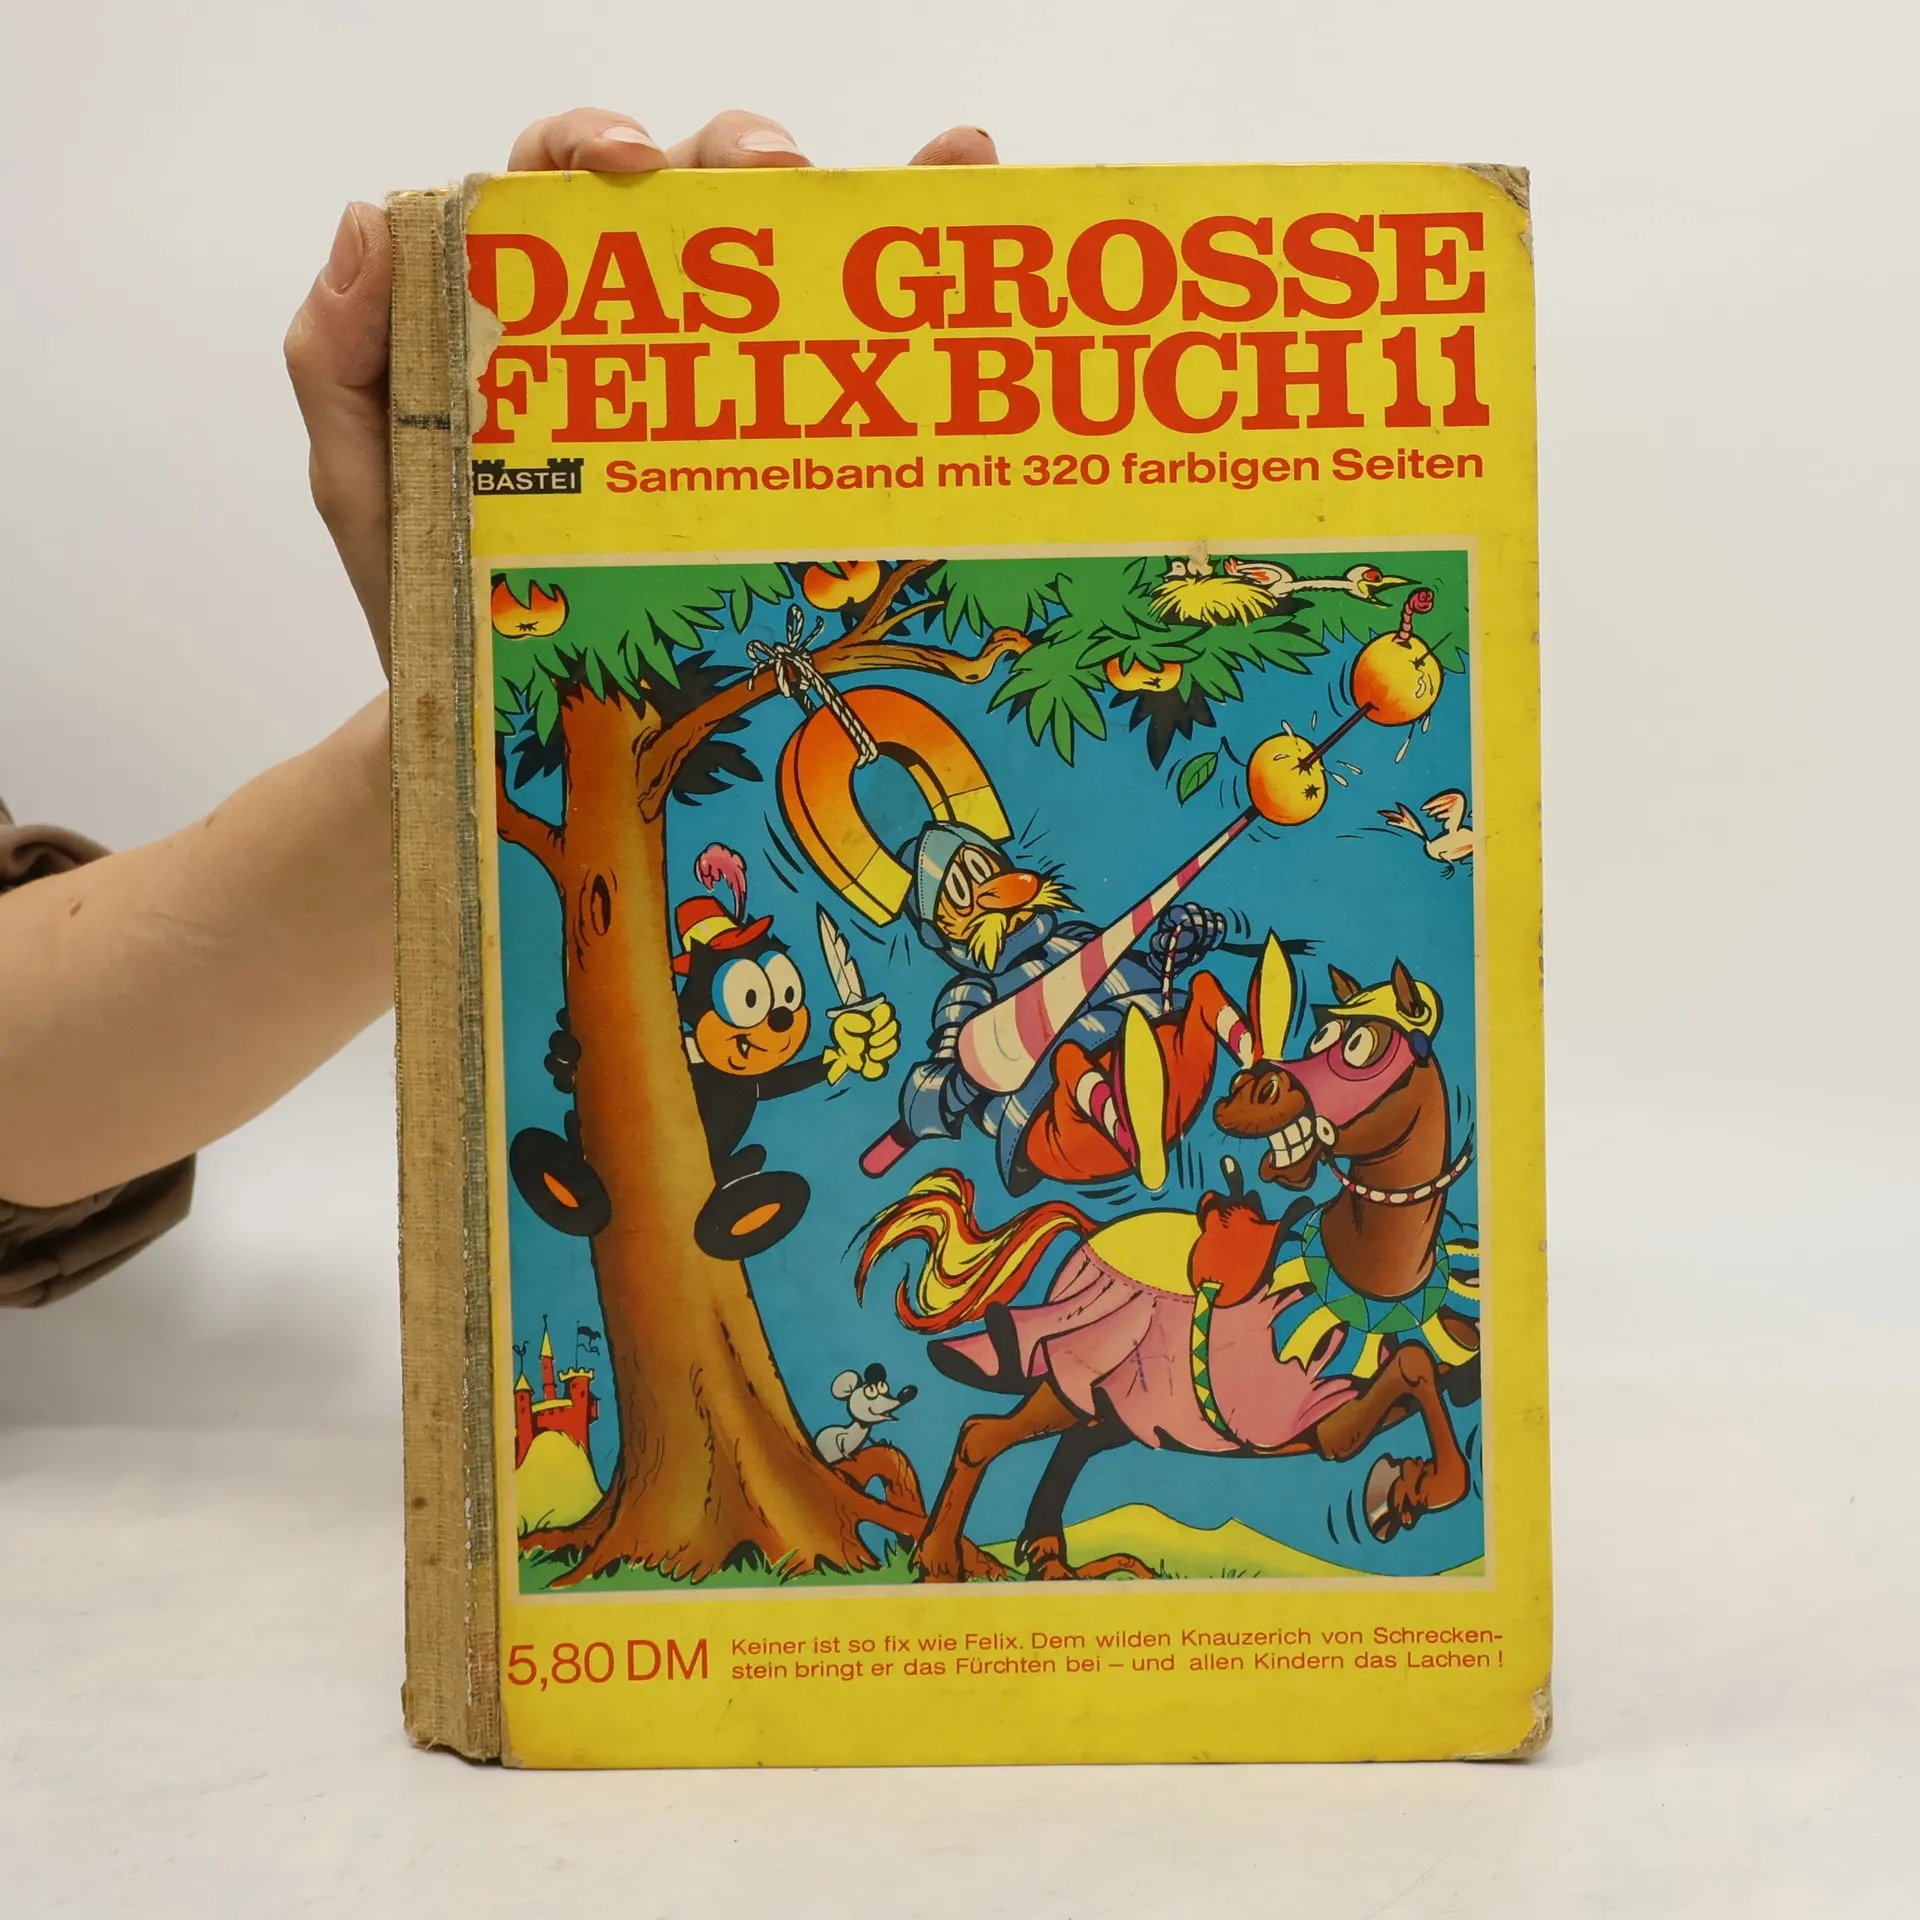 DAS GROSSE
FELIX BUCH 11
BASTEI Sammelband mit 320 farbigen Seiten
5,80 DM
Keiner ist so fix wie Felix. Dem wilden Knauzerich von Schrecken-
stein bringt er das Fürchten bei – und allen Kindern das Lachen!